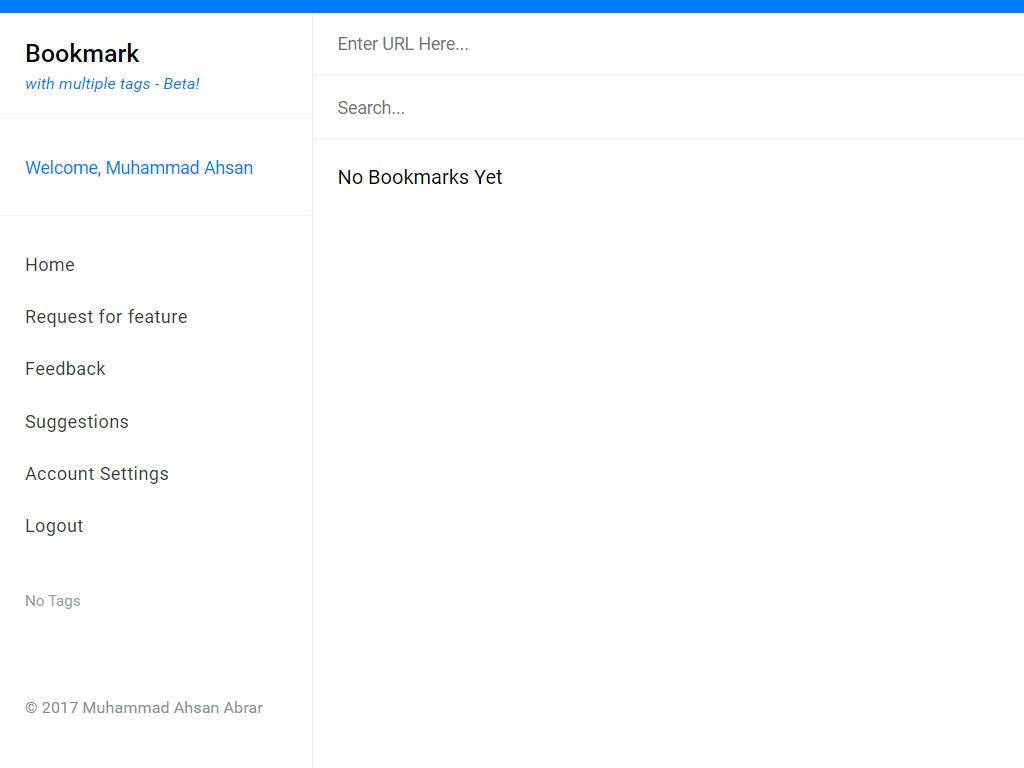 Bookmark
with multiple tags - Beta!
Welcome, Muhammad Ahsan
Home
Request for feature
Feedback
Suggestions
Account Settings
Logout
No Tags
© 2017 Muhammad Ahsan Abrar
Enter URL Here...
Search...
No Bookmarks Yet